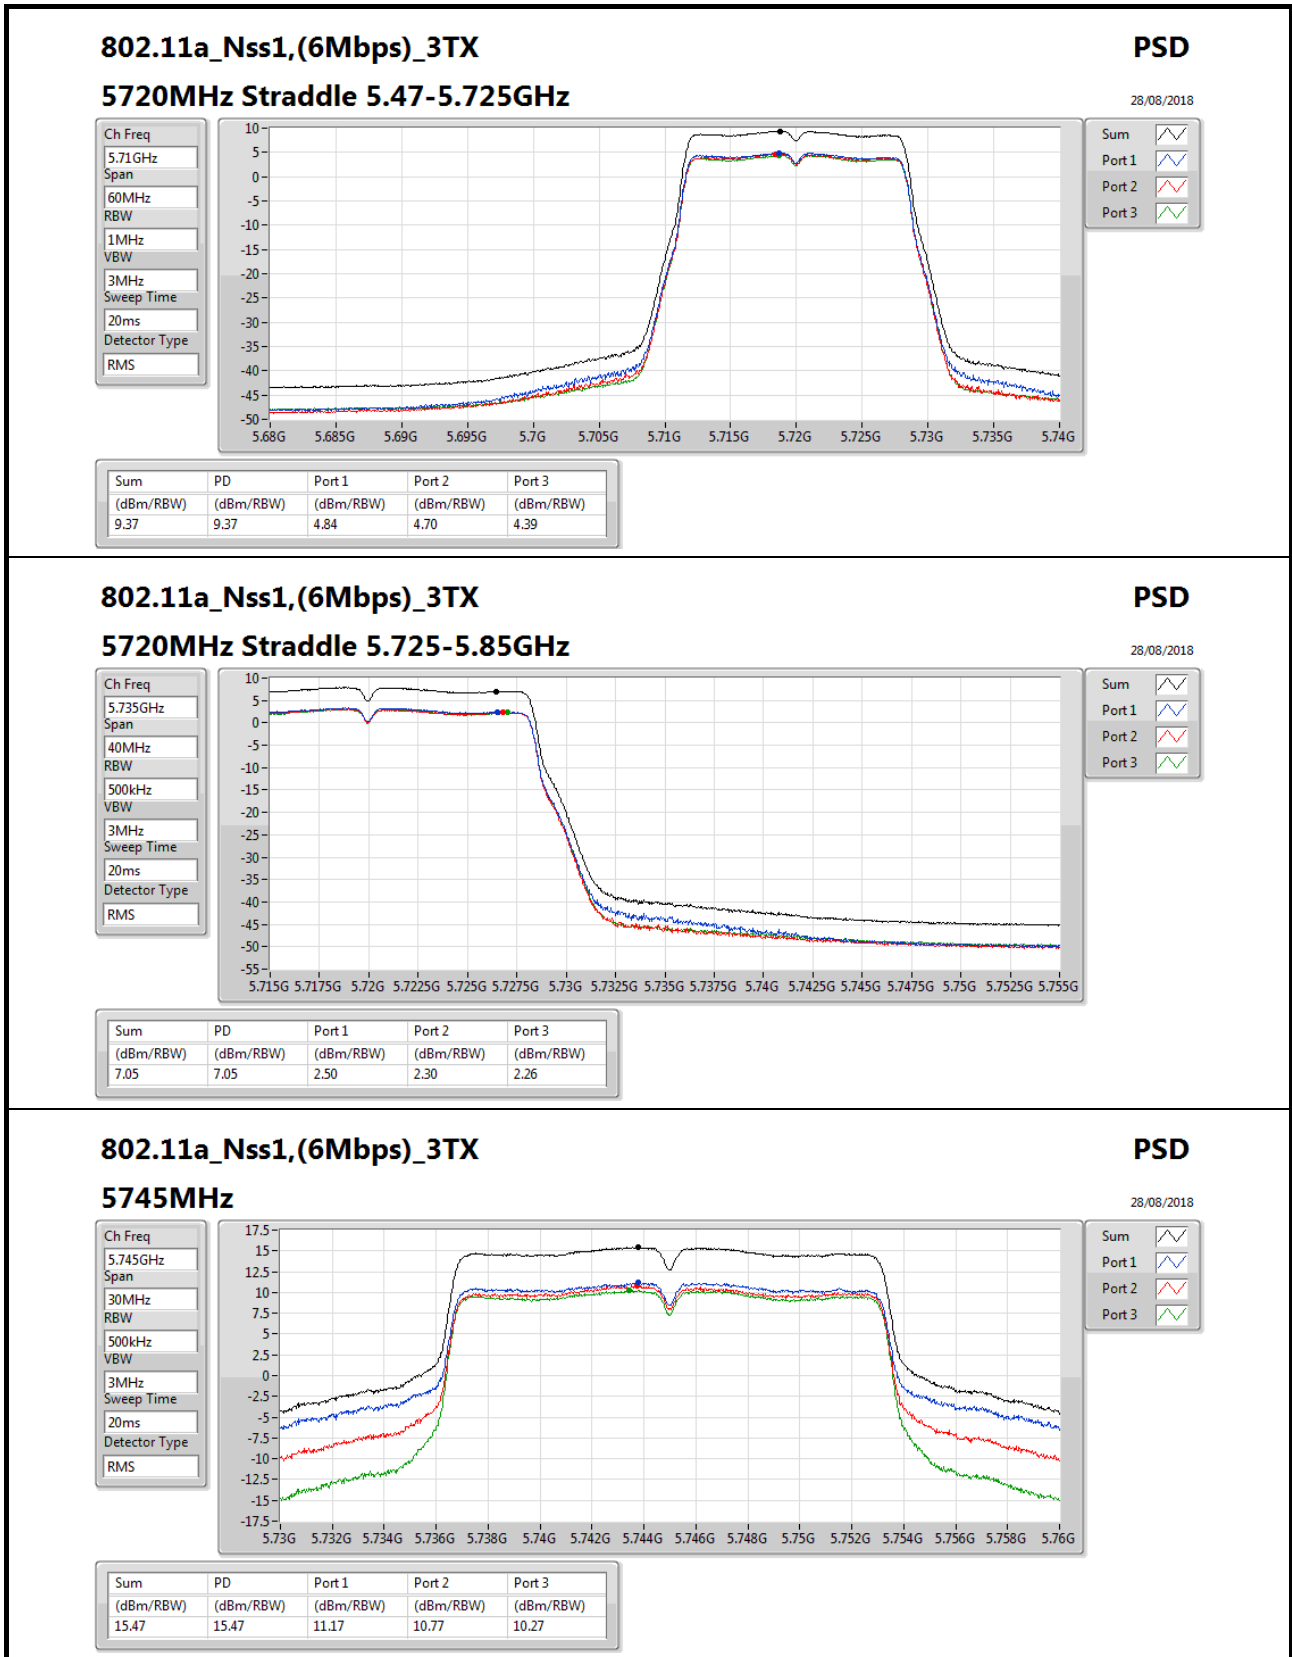 802.11a_Nss1,(6Mbps)_3TX PSD
5720MHz Straddle 5.47-5.725GHz 28/08/2018
Ch Freq
5.71GHz
Span
60MHz
RBW
1MHz
VBW
3MHz
Sweep Time
20ms
Detector Type
RMS
10
5
0
-5
-10
-15
-20
-25
-30
-35
-40
-45
-50
5.68G 5.685G 5.69G 5.695G 5.7G 5.705G 5.71G 5.715G 5.72G 5.725G 5.73G 5.735G 5.74G
Sum
Port 1
Port 2
Port 3
Sum PD Port 1 Port 2 Port 3
(dBm/RBW) (dBm/RBW) (dBm/RBW) (dBm/RBW) (dBm/RBW)
9.37 9.37 4.84 4.70 4.39
802.11a_Nss1,(6Mbps)_3TX PSD
5720MHz Straddle 5.725-5.85GHz 28/08/2018
Ch Freq
5.735GHz
Span
40MHz
RBW
500kHz
VBW
3MHz
Sweep Time
20ms
Detector Type
RMS
10
5
0
-5
-10
-15
-20
-25
-30
-35
-40
-45
-50
-55
5.715G 5.7175G 5.72G 5.7225G 5.725G 5.7275G 5.73G 5.7325G 5.735G 5.7375G 5.74G 5.7425G 5.745G 5.7475G 5.75G 5.7525G 5.755G
Sum
Port 1
Port 2
Port 3
Sum PD Port 1 Port 2 Port 3
(dBm/RBW) (dBm/RBW) (dBm/RBW) (dBm/RBW) (dBm/RBW)
7.05 7.05 2.50 2.30 2.26
802.11a_Nss1,(6Mbps)_3TX PSD
5745MHz 28/08/2018
Ch Freq
5.745GHz
Span
30MHz
RBW
500kHz
VBW
3MHz
Sweep Time
20ms
Detector Type
RMS
17.5
15
12.5
10
7.5
5
2.5
0
-2.5
-5
-7.5
-10
-12.5
-15
-17.5
5.73G 5.732G 5.734G 5.736G 5.738G 5.74G 5.742G 5.744G 5.746G 5.748G 5.75G 5.752G 5.754G 5.756G 5.758G 5.76G
Sum
Port 1
Port 2
Port 3
Sum PD Port 1 Port 2 Port 3
(dBm/RBW) (dBm/RBW) (dBm/RBW) (dBm/RBW) (dBm/RBW)
15.47 15.47 11.17 10.77 10.27